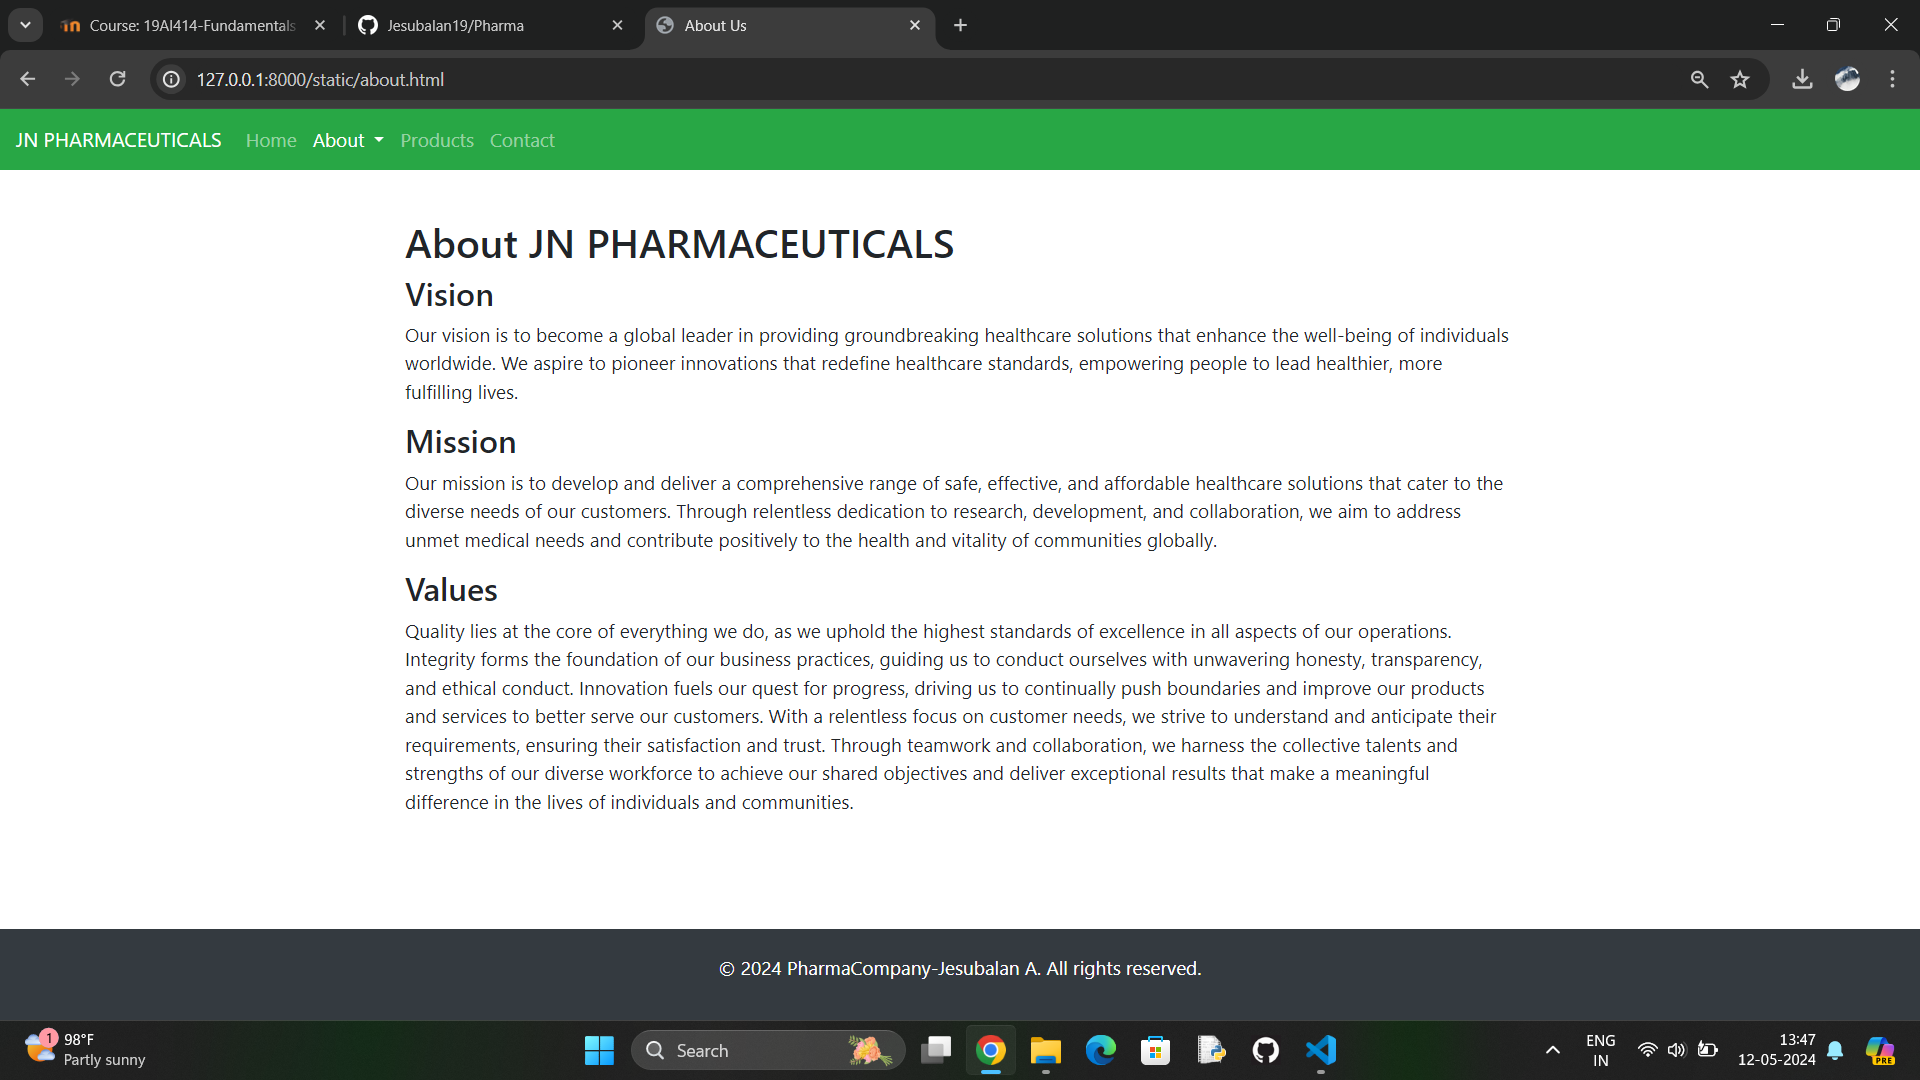 Course: 19AI414-Fundamentals
Jesubalan19/Pharma
About Us
127.0.0.1:8000/static/about.html
JN PHARMACEUTICALS Home About Products Contact
About JN PHARMACEUTICALS
Vision
Our vision is to become a global leader in providing groundbreaking healthcare solutions that enhance the well-being of individuals
worldwide. We aspire to pioneer innovations that redefine healthcare standards, empowering people to lead healthier, more
fulfilling lives.
Mission
Our mission is to develop and deliver a comprehensive range of safe, effective, and affordable healthcare solutions that cater to the
diverse needs of our customers. Through relentless dedication to research, development, and collaboration, we aim to address
unmet medical needs and contribute positively to the health and vitality of communities globally.
Values
Quality lies at the core of everything we do, as we uphold the highest standards of excellence in all aspects of our operations.
Integrity forms the foundation of our business practices, guiding us to conduct ourselves with unwavering honesty, transparency,
and ethical conduct. Innovation fuels our quest for progress, driving us to continually push boundaries and improve our products
and services to better serve our customers. With a relentless focus on customer needs, we strive to understand and anticipate their
requirements, ensuring their satisfaction and trust. Through teamwork and collaboration, we harness the collective talents and
strengths of our diverse workforce to achieve our shared objectives and deliver exceptional results that make a meaningful
difference in the lives of individuals and communities.
© 2024 PharmaCompany-Jesubalan A. All rights reserved.
1
98°F
Partly sunny
Search
ENG
IN
13:47
12-05-2024
PRE